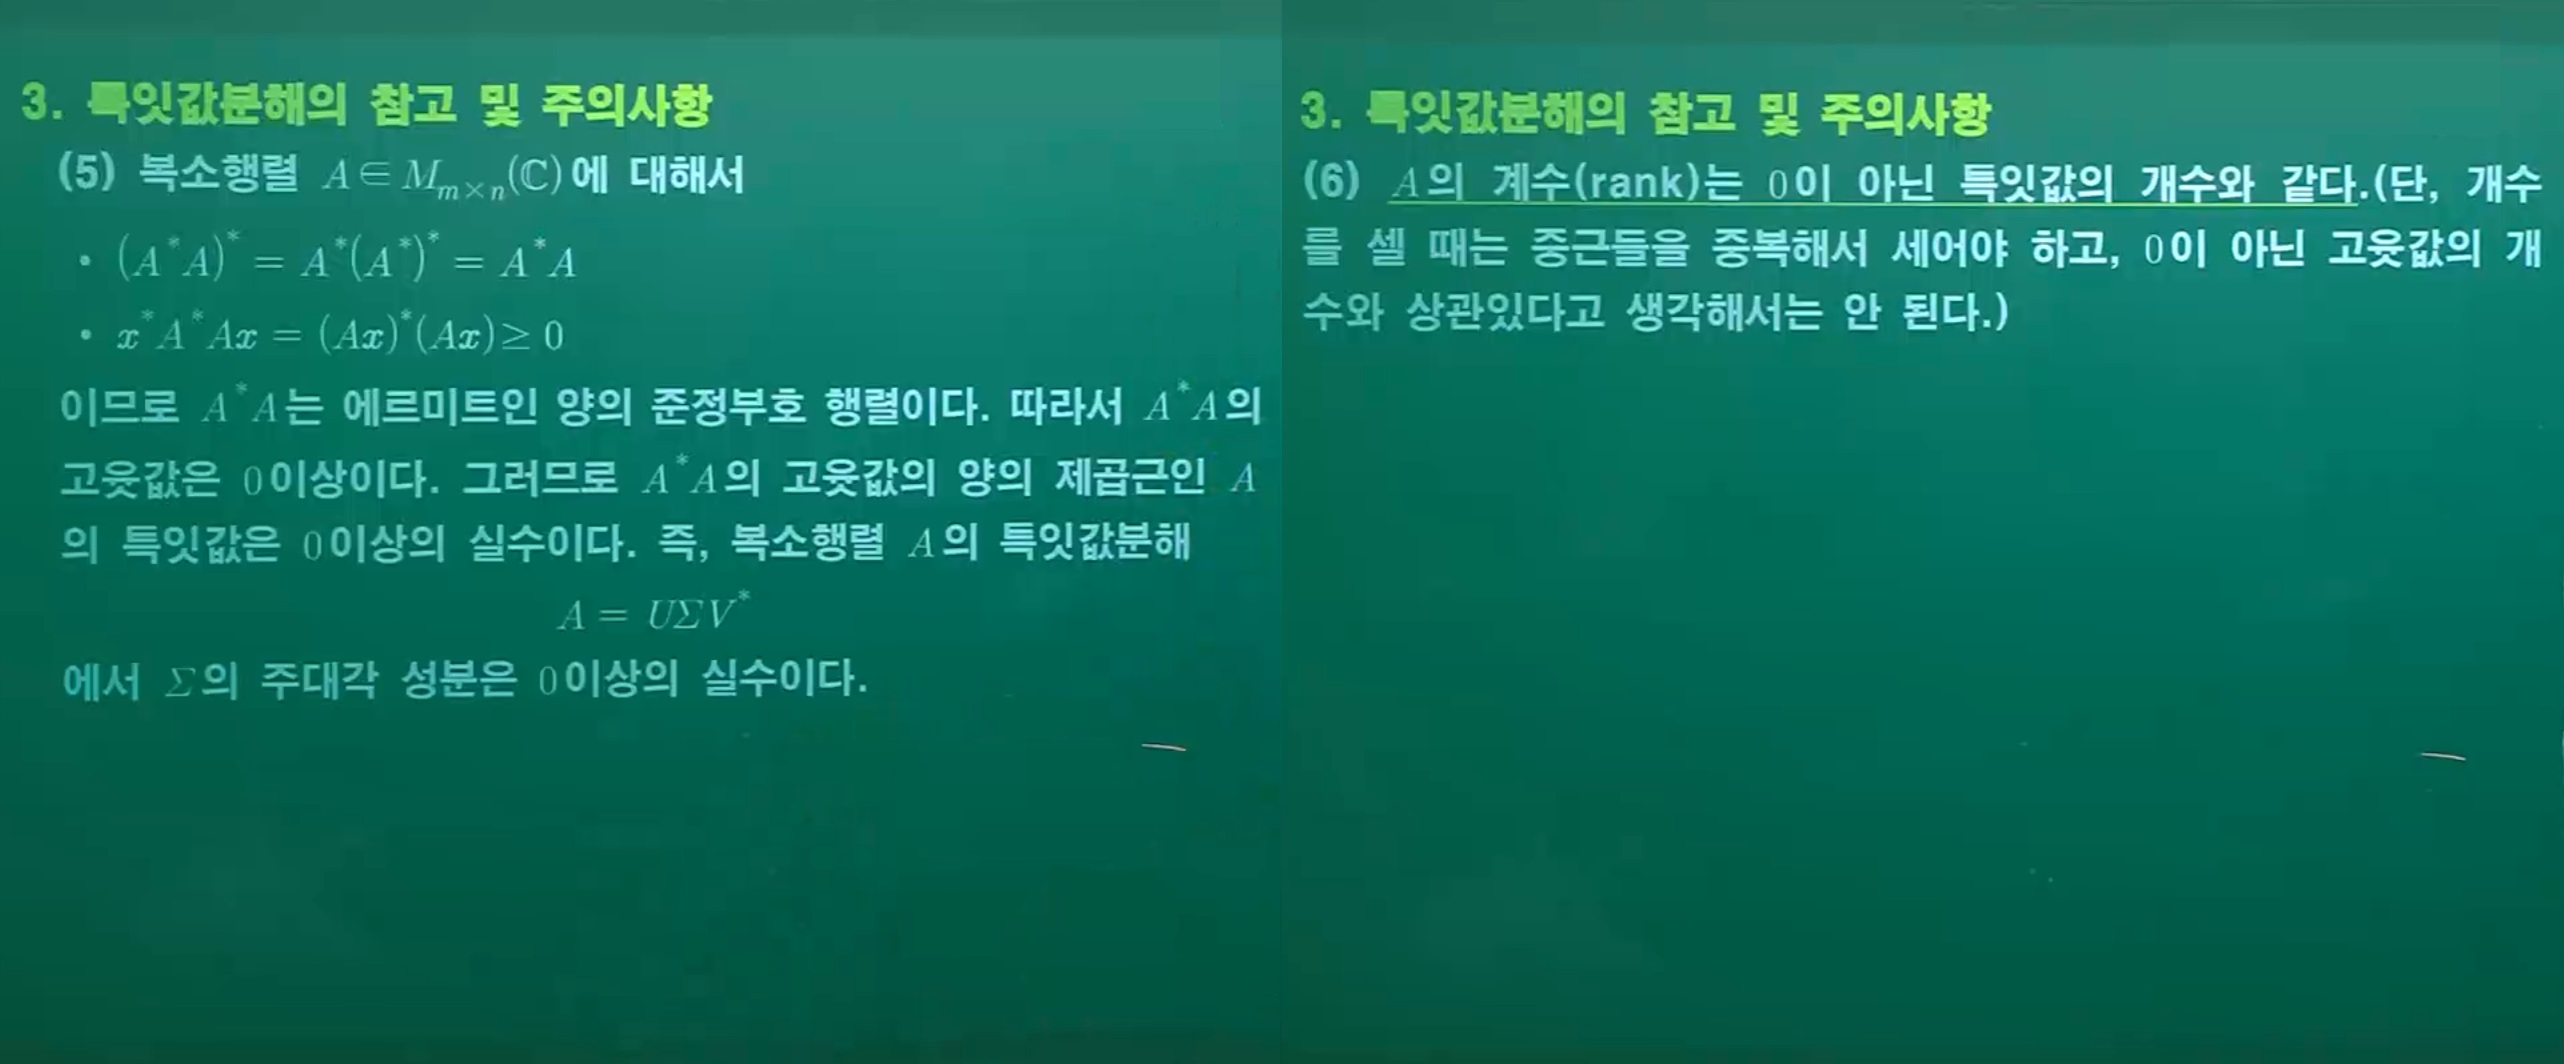 3. 특잇값분해의 참고 및 주의사항
(5) 복소행렬 A∈M_{m×n}(ℂ)에 대해서
• (A*A)* = A*(A*)* = A*A
• x*A*Ax = (Ax)*(Ax) ≥ 0
이므로 A*A는 에르미트인 양의 준정부호 행렬이다. 따라서 A*A의
고윳값은 0이상이다. 그러므로 A*A의 고윳값의 양의 제곱근인 A
의 특잇값은 0이상의 실수이다. 즉, 복소행렬 A의 특잇값분해
A = UΣV*
에서 Σ의 주대각 성분은 0이상의 실수이다.
3. 특잇값분해의 참고 및 주의사항
(6) A의 계수(rank)는 0이 아닌 특잇값의 개수와 같다.(단, 개수
를 셀 때는 중근들을 중복해서 세어야 하고, 0이 아닌 고윳값의 개
수와 상관있다고 생각해서는 안 된다.)